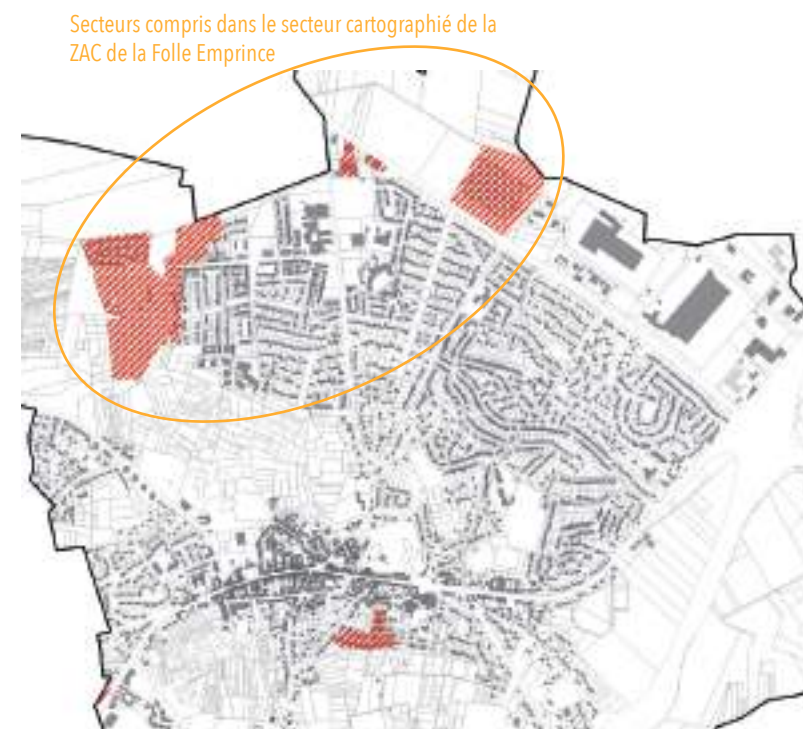 Secteurs compris dans le secteur cartographié de la
ZAC de la Folle Emprince